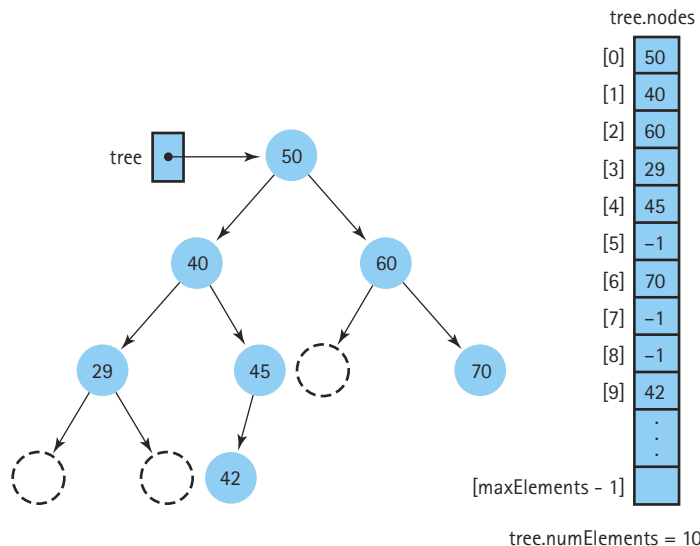 tree.nodes
[0] 50
[1] 40
[2] 60
[3] 29
[4] 45
[5] –1
[6] 70
[7] –1
[8] –1
[9] 42
[maxElements - 1]
tree.numElements = 10
tree
50
40 60
29 45 70
42